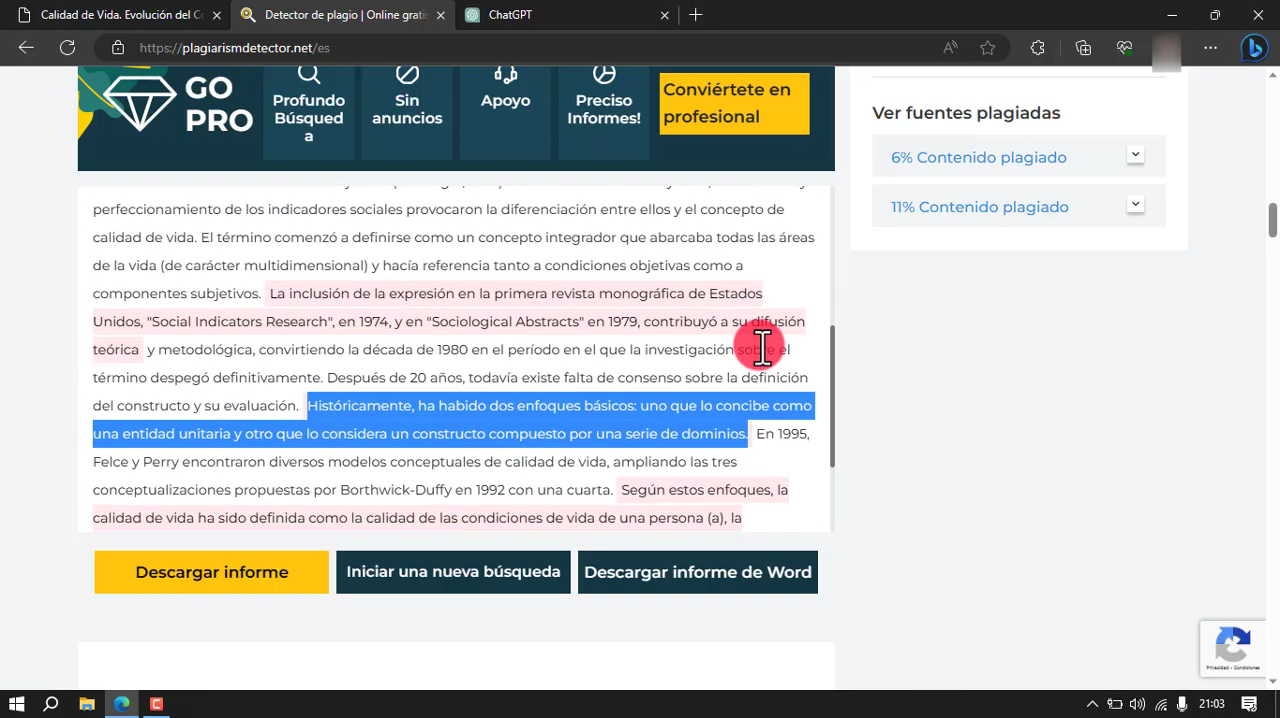 Calidad de Vida, Evolución del Co
Detector de plagio | Online gratis
ChatGPT
https://plagiarismdetector.net/es
GO
PRO
Profundo
Búsqued
a
Sin
anuncios
Apoyo
Preciso
Informes!
Conviértete en
profesional
Ver fuentes plagiadas
6% Contenido plagiado
11% Contenido plagiado
perfeccionamiento de los indicadores sociales provocaron la diferenciación entre ellos y el concepto de
calidad de vida. El término comenzó a definirse como un concepto integrador que abarcaba todas las áreas
de la vida (de carácter multidimensional) y hacía referencia tanto a condiciones objetivas como a
componentes subjetivos. La inclusión de la expresión en la primera revista monográfica de Estados
Unidos, "Social Indicators Research", en 1974, y en "Sociological Abstracts" en 1979, contribuyó a su difusión
teórica y metodológica, convirtiendo la década de 1980 en el período en el que la investigación sobre el
término despegó definitivamente. Después de 20 años, todavía existe falta de consenso sobre la definición
del constructo y su evaluación. Históricamente, ha habido dos enfoques básicos: uno que lo concibe como
una entidad unitaria y otro que lo considera un constructo compuesto por una serie de dominios. En 1995,
Felce y Perry encontraron diversos modelos conceptuales de calidad de vida, ampliando las tres
conceptualizaciones propuestas por Borthwick-Duffy en 1992 con una cuarta. Según estos enfoques, la
calidad de vida ha sido definida como la calidad de las condiciones de vida de una persona (a), la
Descargar informe
Iniciar una nueva búsqueda
Descargar informe de Word
Privacidad - Condiciones
21:03